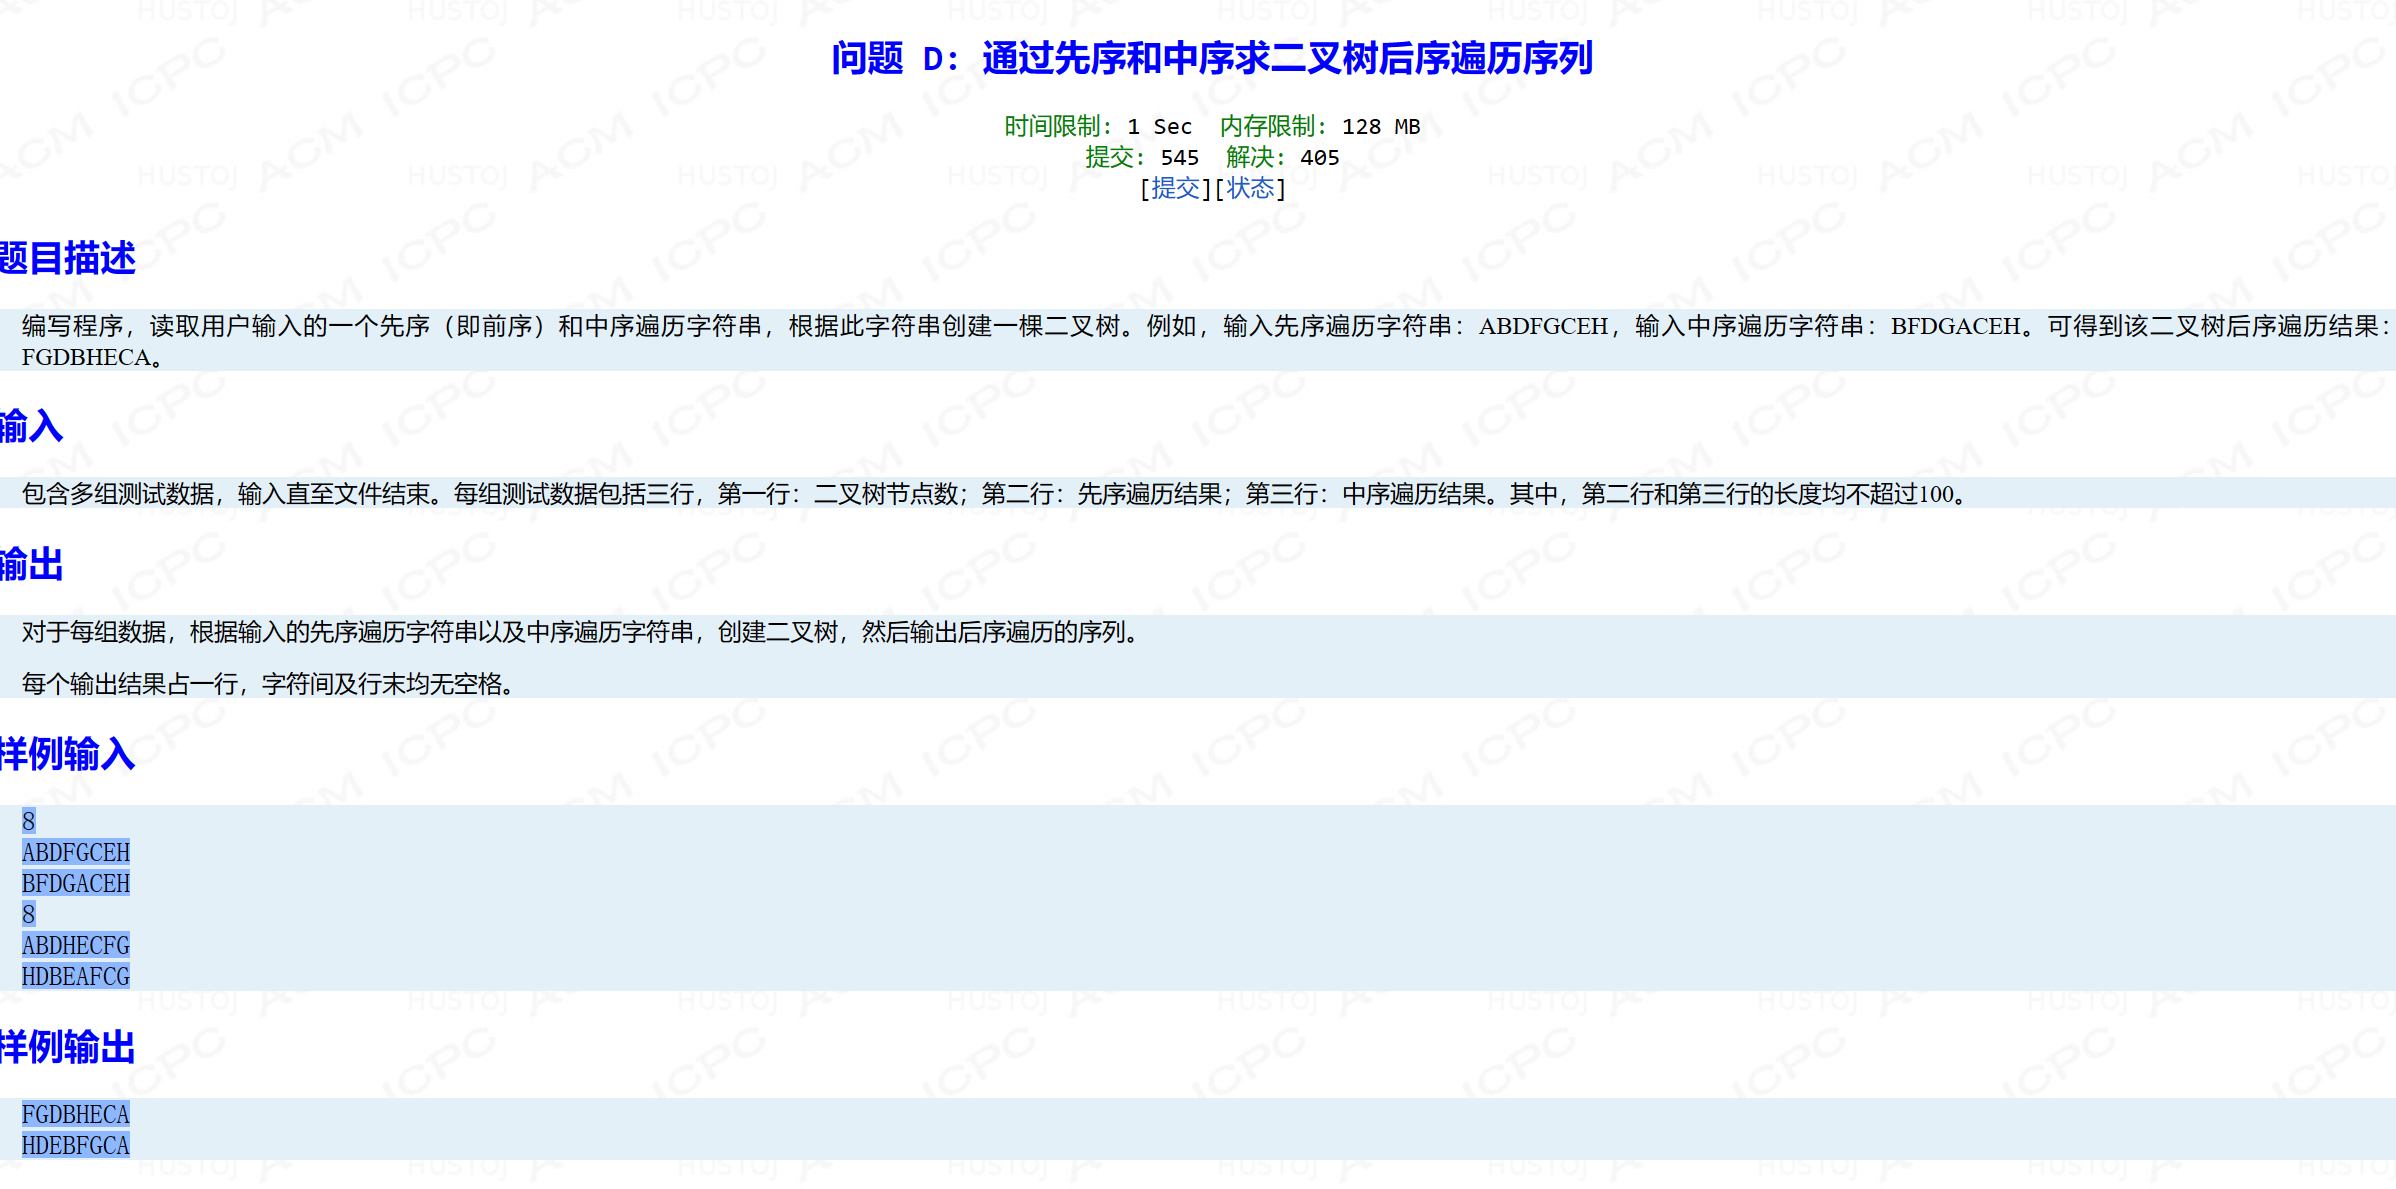 问题 D: 通过先序和中序求二叉树后序遍历序列
时间限制: 1 Sec 内存限制: 128 MB
提交: 545 解决: 405
[提交][状态]
题目描述
编写程序，读取用户输入的一个先序（即前序）和中序遍历字符串，根据此字符串创建一棵二叉树。例如，输入先序遍历字符串：ABDFGCEH，输入中序遍历字符串：BFDGACEH。可得到该二叉树后序遍历结果：
FGDBHECA。
输入
包含多组测试数据，输入直至文件结束。每组测试数据包括三行，第一行：二叉树节点数；第二行：先序遍历结果；第三行：中序遍历结果。其中，第二行和第三行的长度均不超过100。
输出
对于每组数据，根据输入的先序遍历字符串以及中序遍历字符串，创建二叉树，然后输出后序遍历的序列。
每个输出结果占一行，字符间及行末均无空格。
样例输入
8
ABDFGCEH
BFDGACEH
8
ABDHECFG
HDBEAFCG
样例输出
FGDBHECA
HDEBFGCA